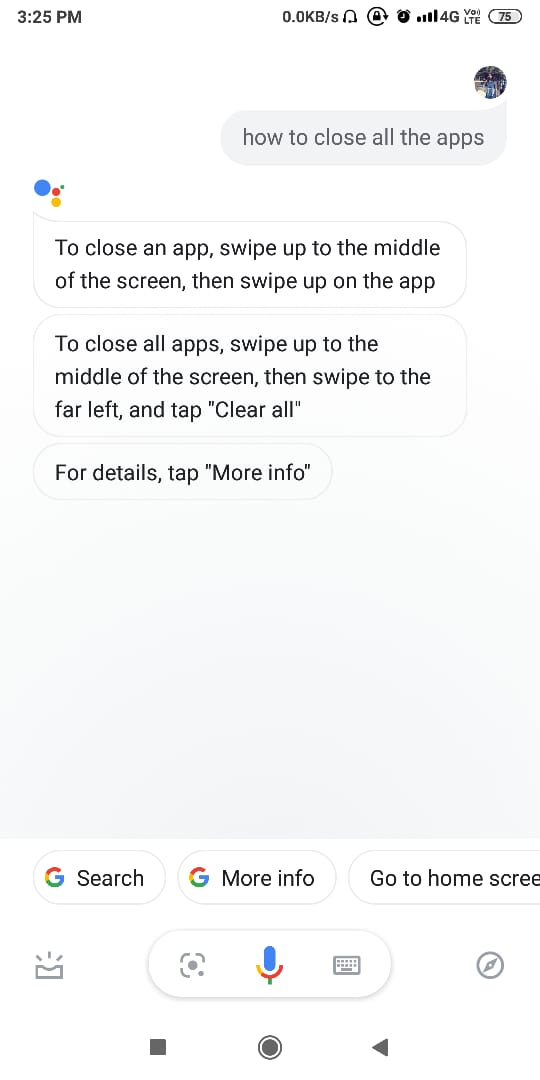 3:25 PM 0.0KB/s 4G Vo) LTE 75
how to close all the apps
To close an app, swipe up to the middle
of the screen, then swipe up on the app
To close all apps, swipe up to the
middle of the screen, then swipe to the
far left, and tap "Clear all"
For details, tap "More info"
Search More info Go to home scree